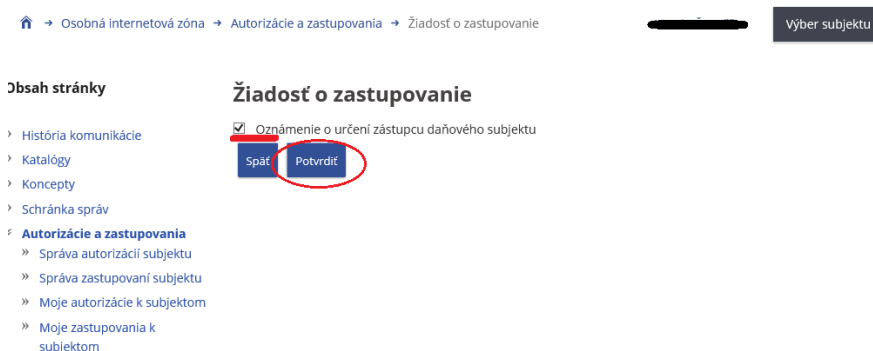 Osobná internetová zóna → Autorizácie a zastupovania → Žiadosť o zastupovanie
Výber subjektu
Obsah stránky
História komunikácie
Katalógy
Koncepty
Schránka správ
Autorizácie a zastupovania
Správa autorizácií subjektu
Správa zastupovaní subjektu
Moje autorizácie k subjektom
Moje zastupovania k
subjektom
Žiadosť o zastupovanie
Oznámenie o určení zástupcu daňového subjektu
Späť
Potvrdiť